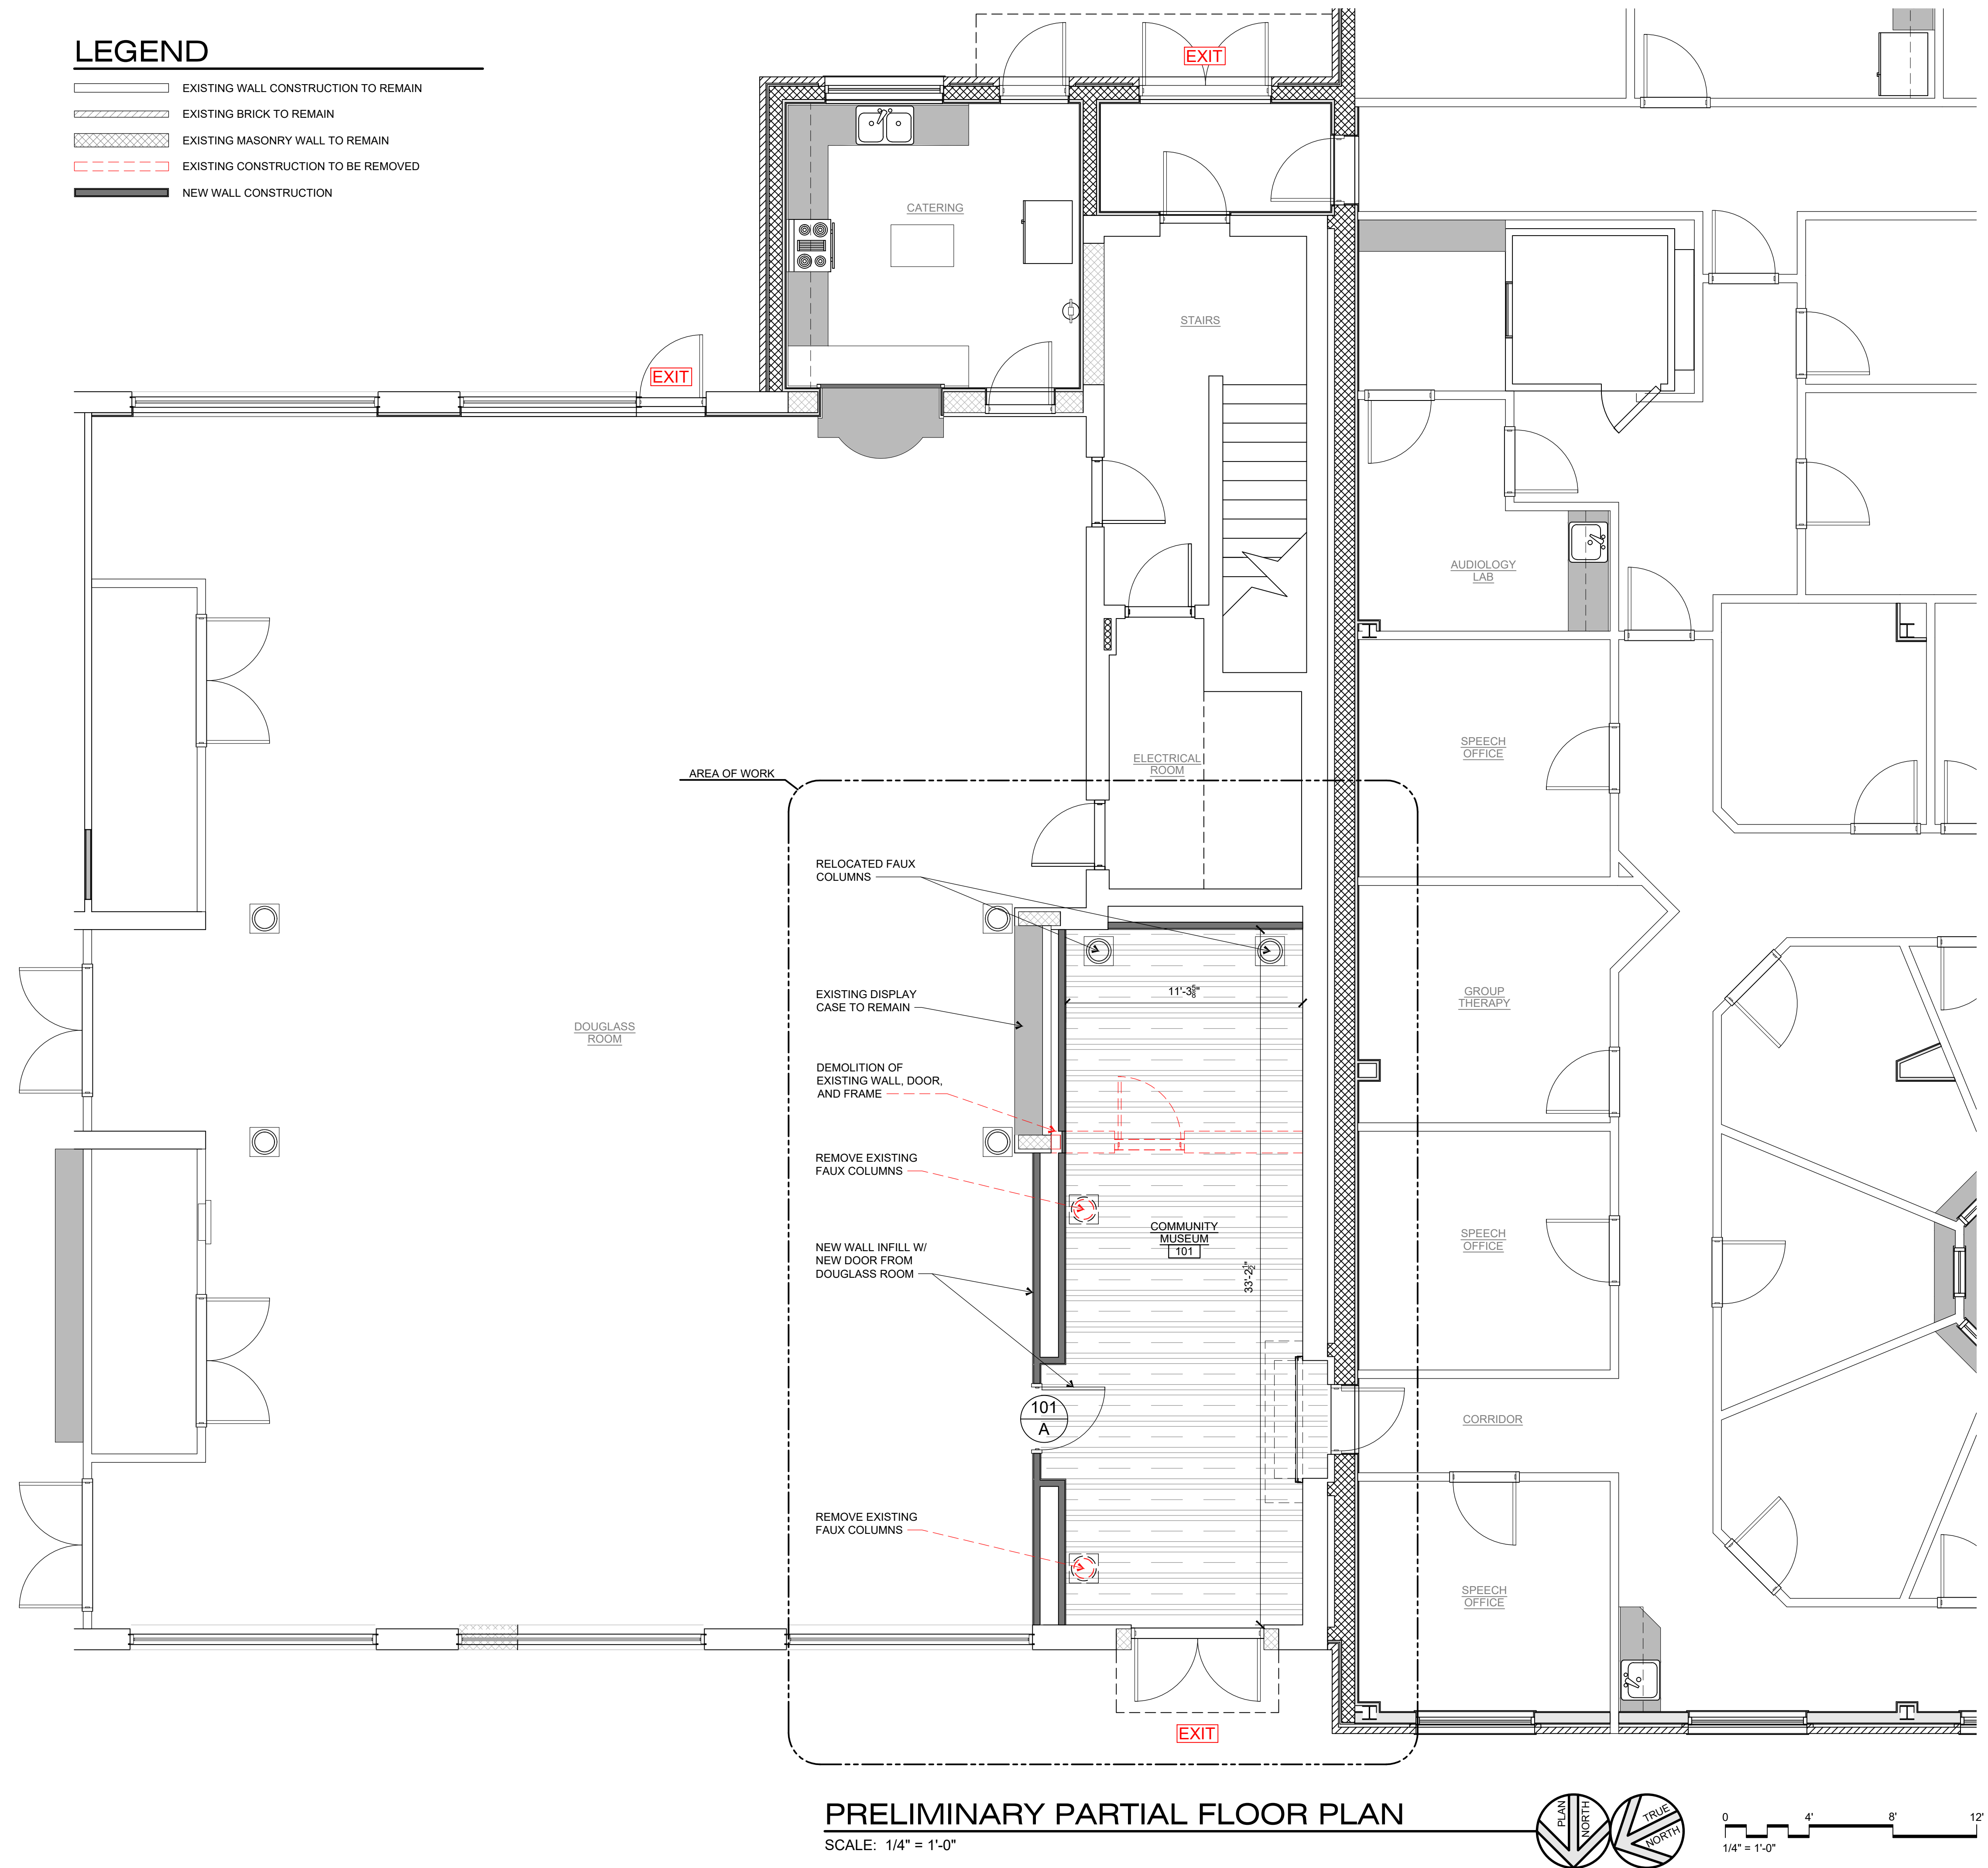 LEGEND
EXISTING WALL CONSTRUCTION TO REMAIN
EXISTING BRICK TO REMAIN
EXISTING MASONRY WALL TO REMAIN
EXISTING CONSTRUCTION TO BE REMOVED
NEW WALL CONSTRUCTION
EXIT
CATERING
STAIRS
EXIT
AUDIOLOGY
LAB
SPEECH
OFFICE
ELECTRICAL
ROOM
AREA OF WORK
RELOCATED FAUX
COLUMNS
EXISTING DISPLAY
CASE TO REMAIN
11'-3 5/8"
GROUP
THERAPY
DOUGLASS
ROOM
DEMOLITION OF
EXISTING WALL, DOOR,
AND FRAME
REMOVE EXISTING
FAUX COLUMNS
COMMUNITY
MUSEUM
101
SPEECH
OFFICE
NEW WALL INFILL W/
NEW DOOR FROM
DOUGLASS ROOM
33'-2 1/2"
101
A
CORRIDOR
REMOVE EXISTING
FAUX COLUMNS
SPEECH
OFFICE
EXIT
PRELIMINARY PARTIAL FLOOR PLAN
SCALE: 1/4" = 1'-0"
PLAN
NORTH
TRUE
NORTH
0 4' 8' 12'
1/4" = 1'-0"